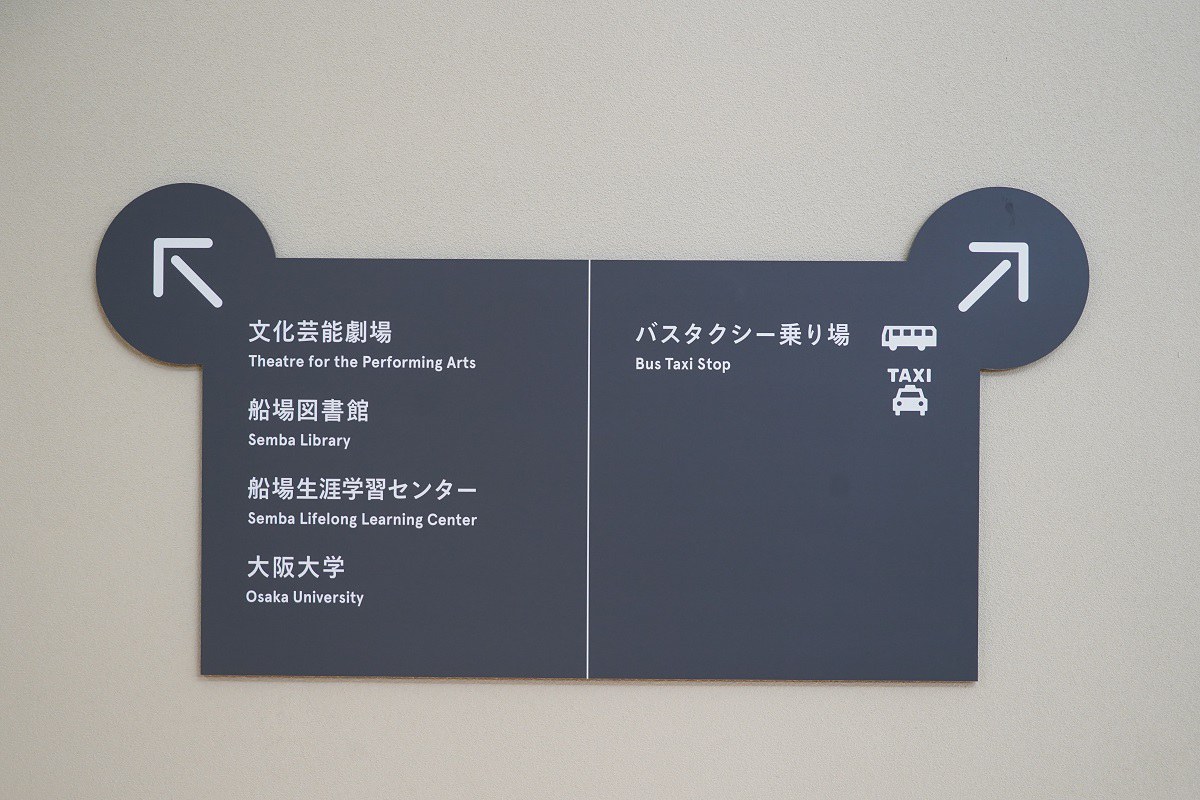 文化芸能劇場
Theatre for the Performing Arts
船場図書館
Semba Library
船場生涯学習センター
Semba Lifelong Learning Center
大阪大学
Osaka University
バスタクシー乗り場
Bus Taxi Stop
TAXI